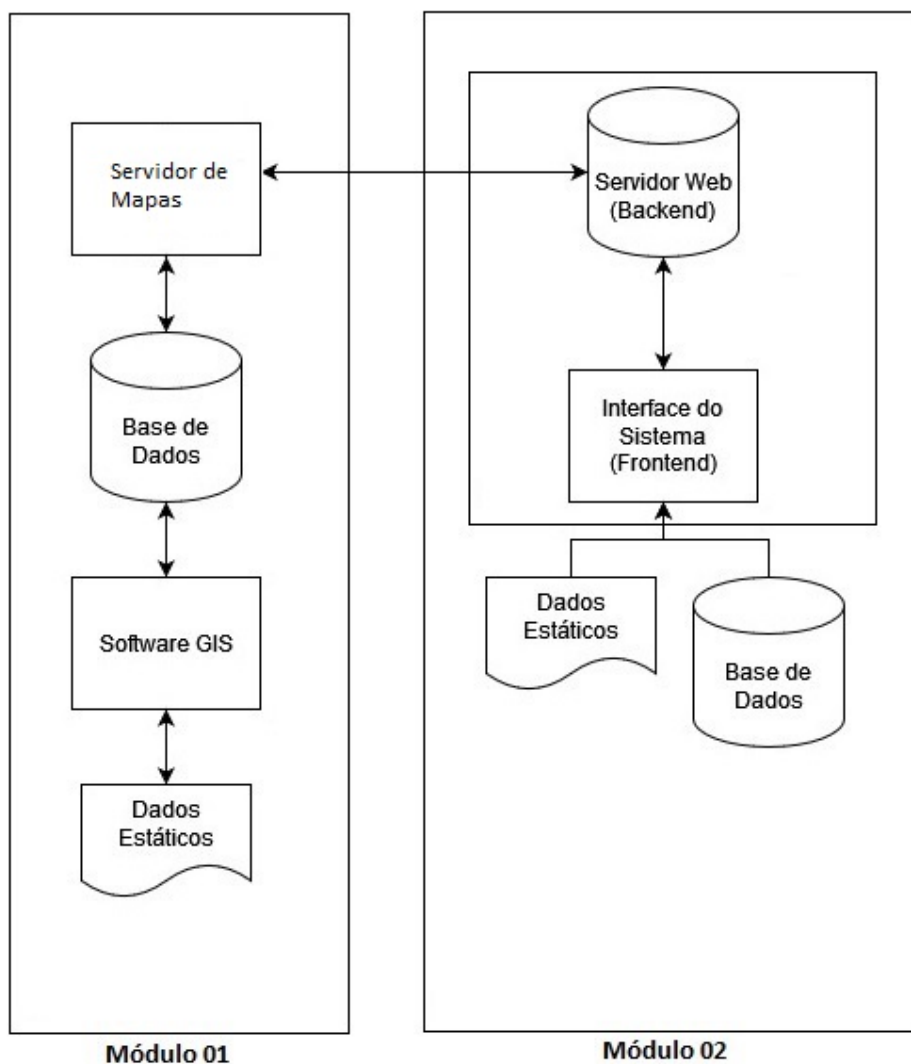 Servidor de
Mapas
Base de
Dados
Software GIS
Dados
Estáticos
Módulo 01
Servidor Web
(Backend)
Interface do
Sistema
(Frontend)
Dados
Estáticos
Base de
Dados
Módulo 02